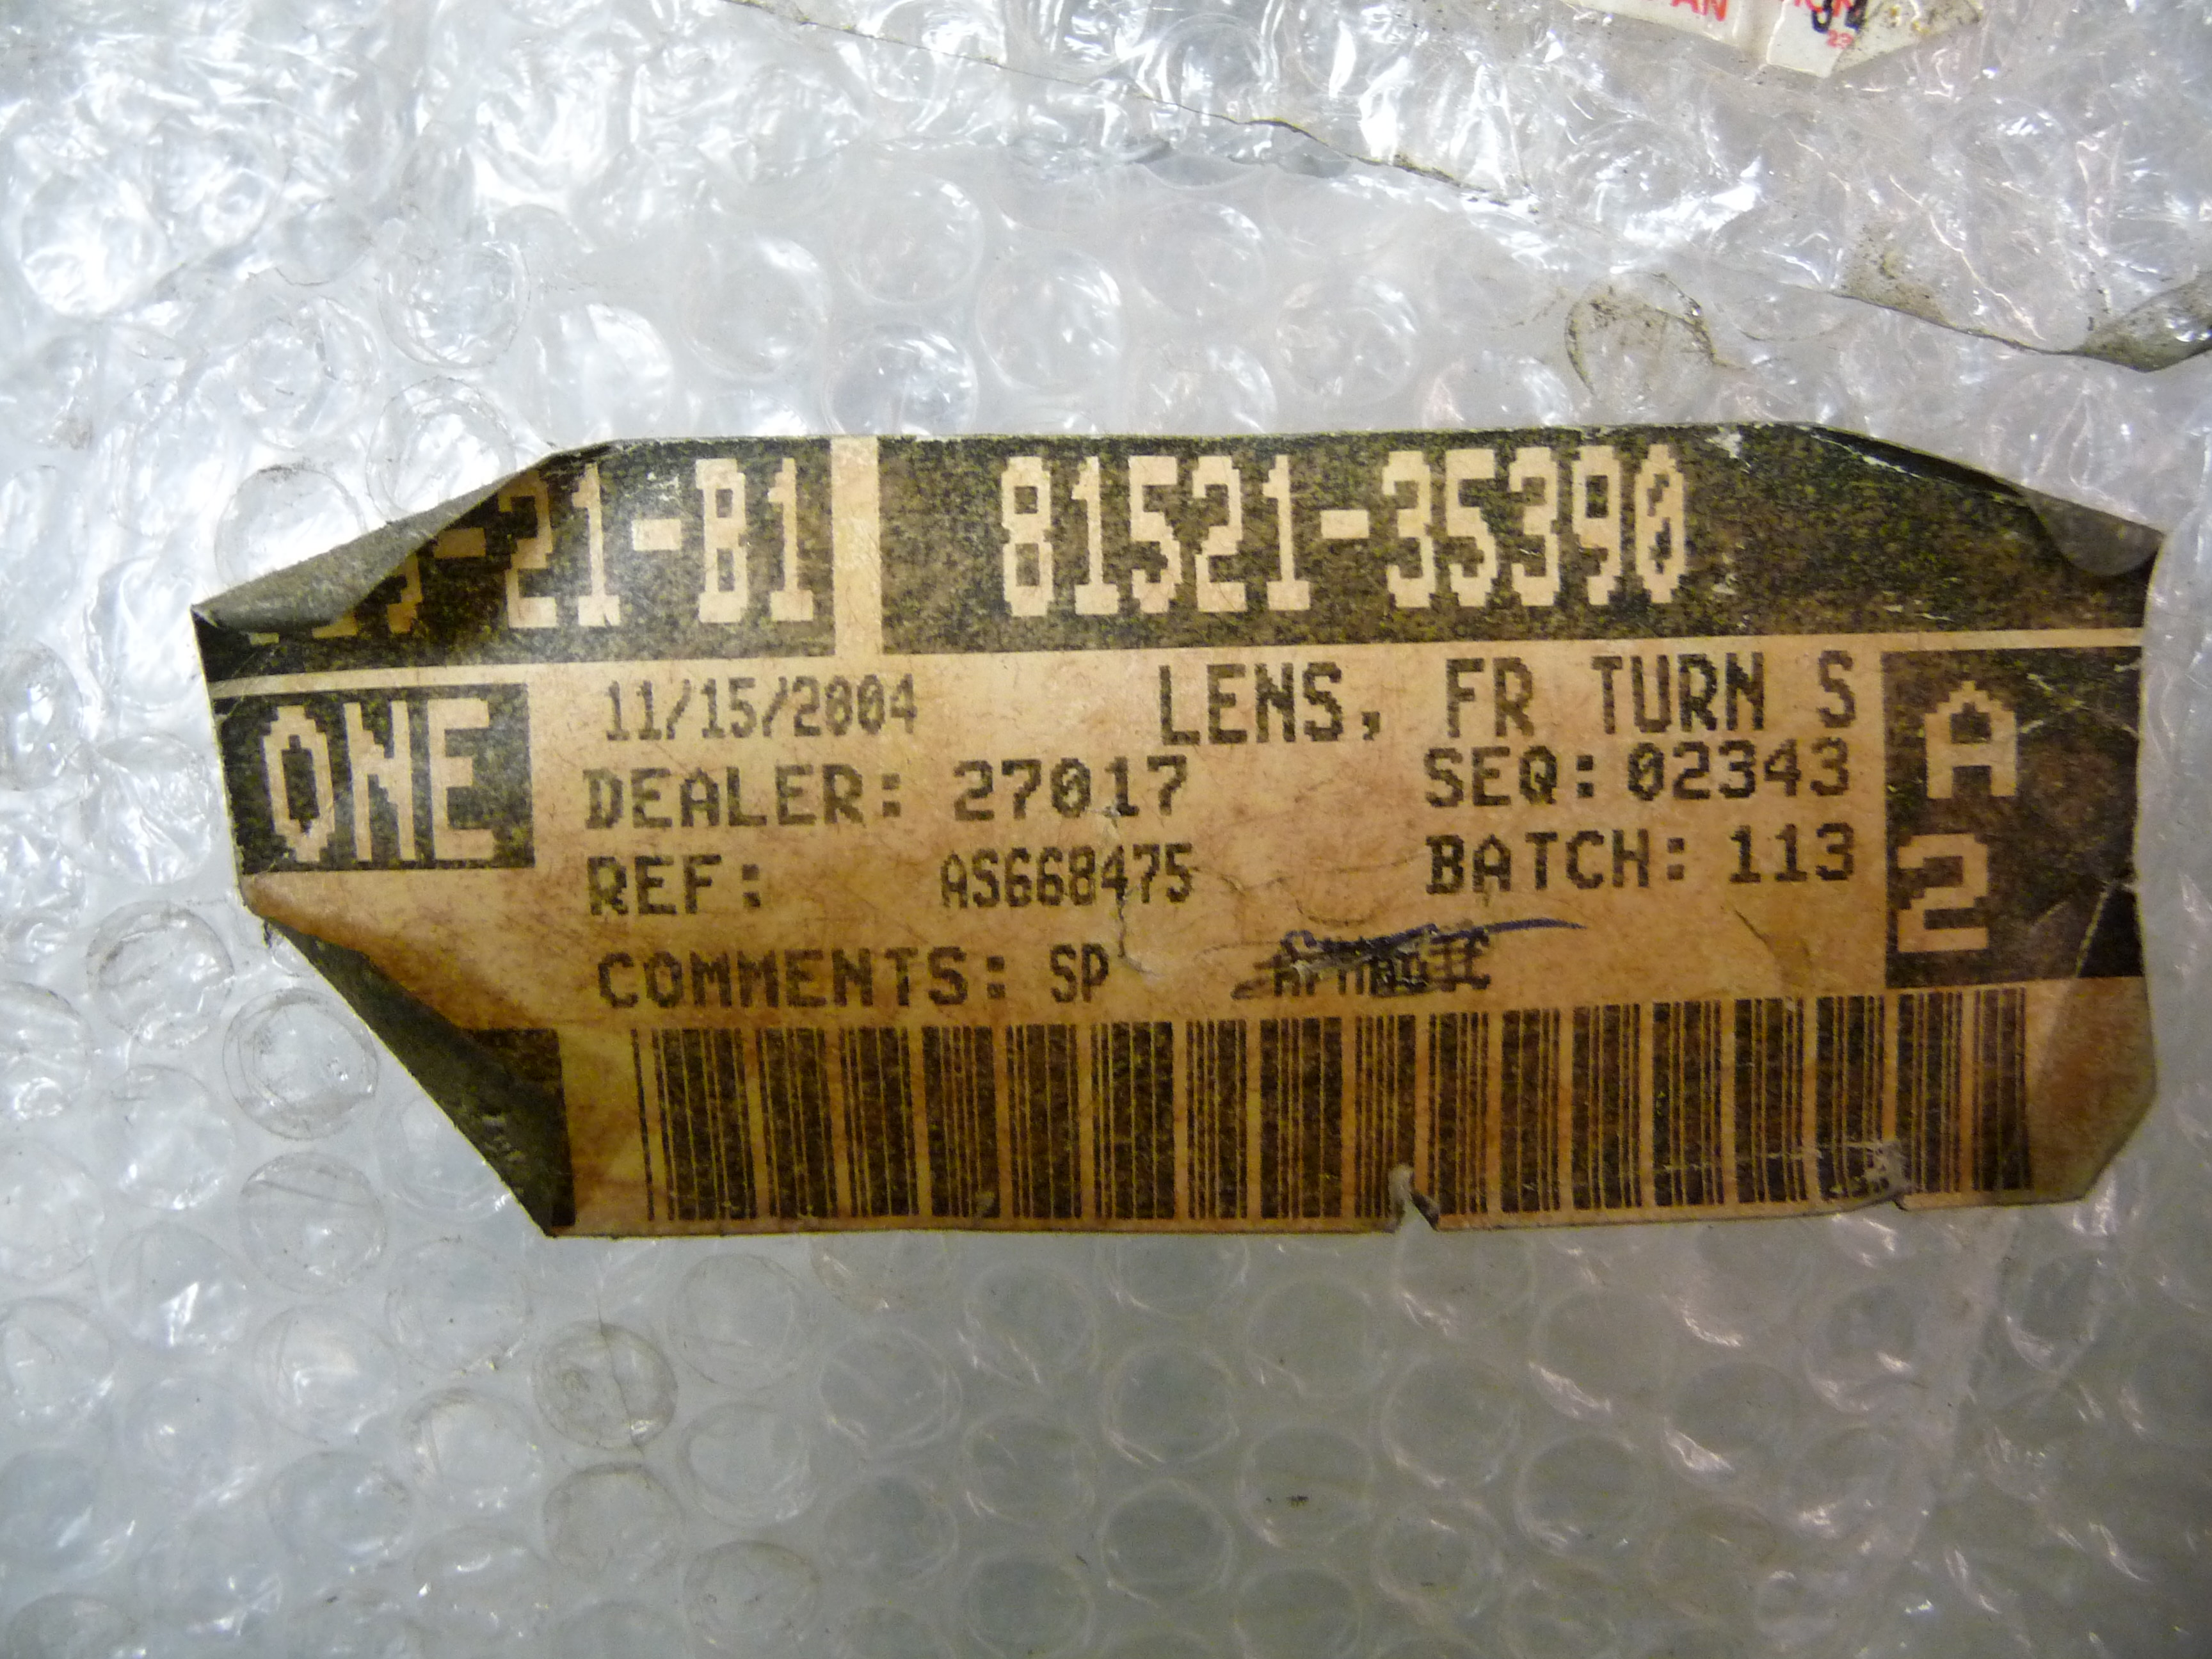 AN
-21-B1 81521-35390
ONE 11/15/2004 LENS, FR TURN S A
DEALER: 27017 SEQ: 02343
REF: AS668475 BATCH: 113 2
COMMENTS: SP